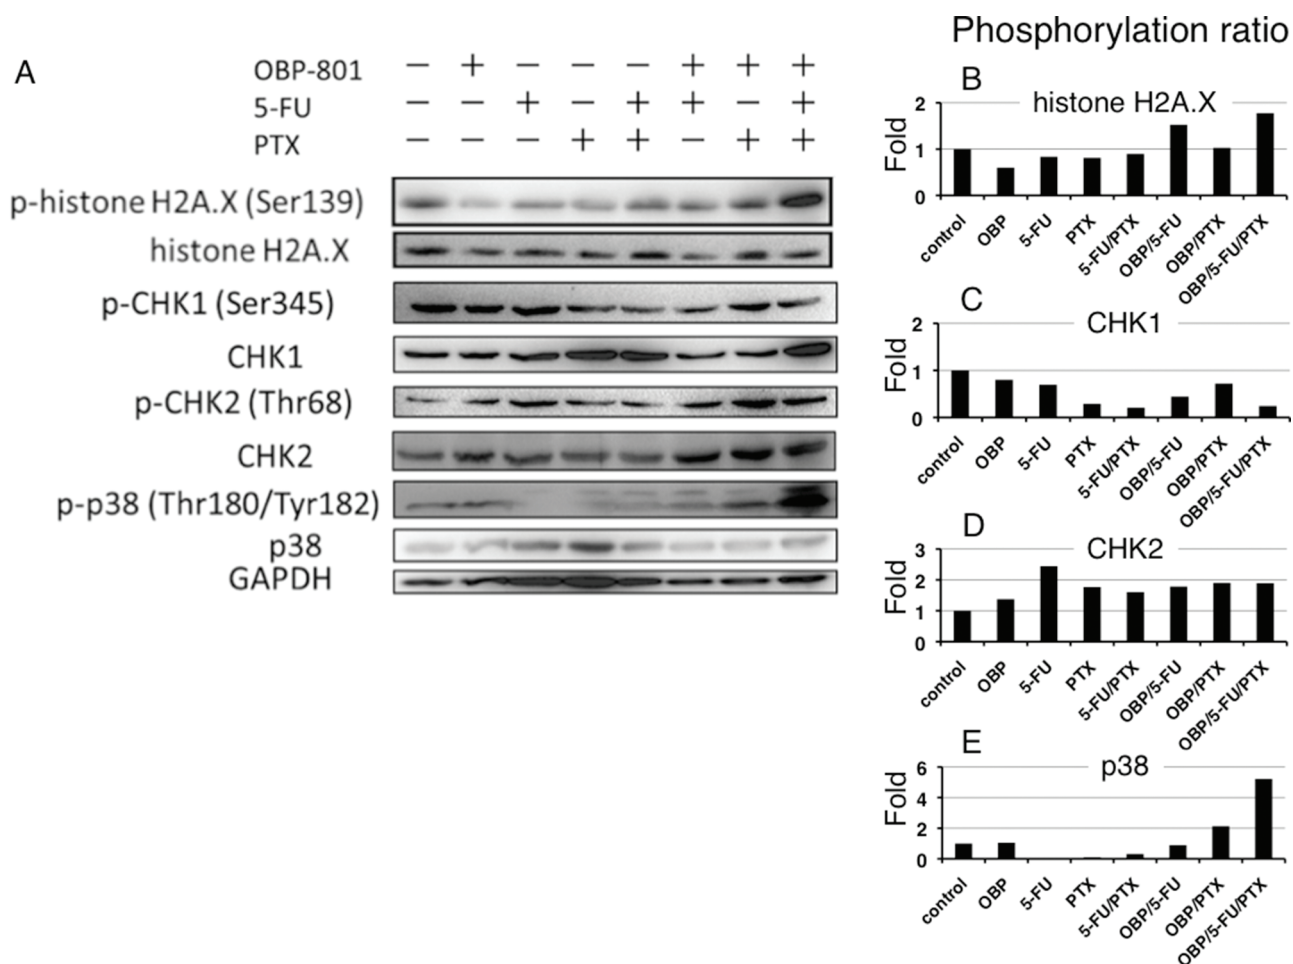 A
OBP-801 − + − − − + + +
5-FU − − + − + + − +
PTX − − − + + − + +
p-histone H2A.X (Ser139)
histone H2A.X
p-CHK1 (Ser345)
CHK1
p-CHK2 (Thr68)
CHK2
p-p38 (Thr180/Tyr182)
p38
GAPDH
Phosphorylation ratio
B
histone H2A.X
Fold
2
1
0
control OBP 5-FU PTX 5-FU/PTX OBP/5-FU OBP/PTX OBP/5-FU/PTX
C
CHK1
Fold
2
1
0
control OBP 5-FU PTX 5-FU/PTX OBP/5-FU OBP/PTX OBP/5-FU/PTX
D
CHK2
Fold
3
2
1
0
control OBP 5-FU PTX 5-FU/PTX OBP/5-FU OBP/PTX OBP/5-FU/PTX
E
p38
Fold
6
4
2
0
control OBP 5-FU PTX 5-FU/PTX OBP/5-FU OBP/PTX OBP/5-FU/PTX